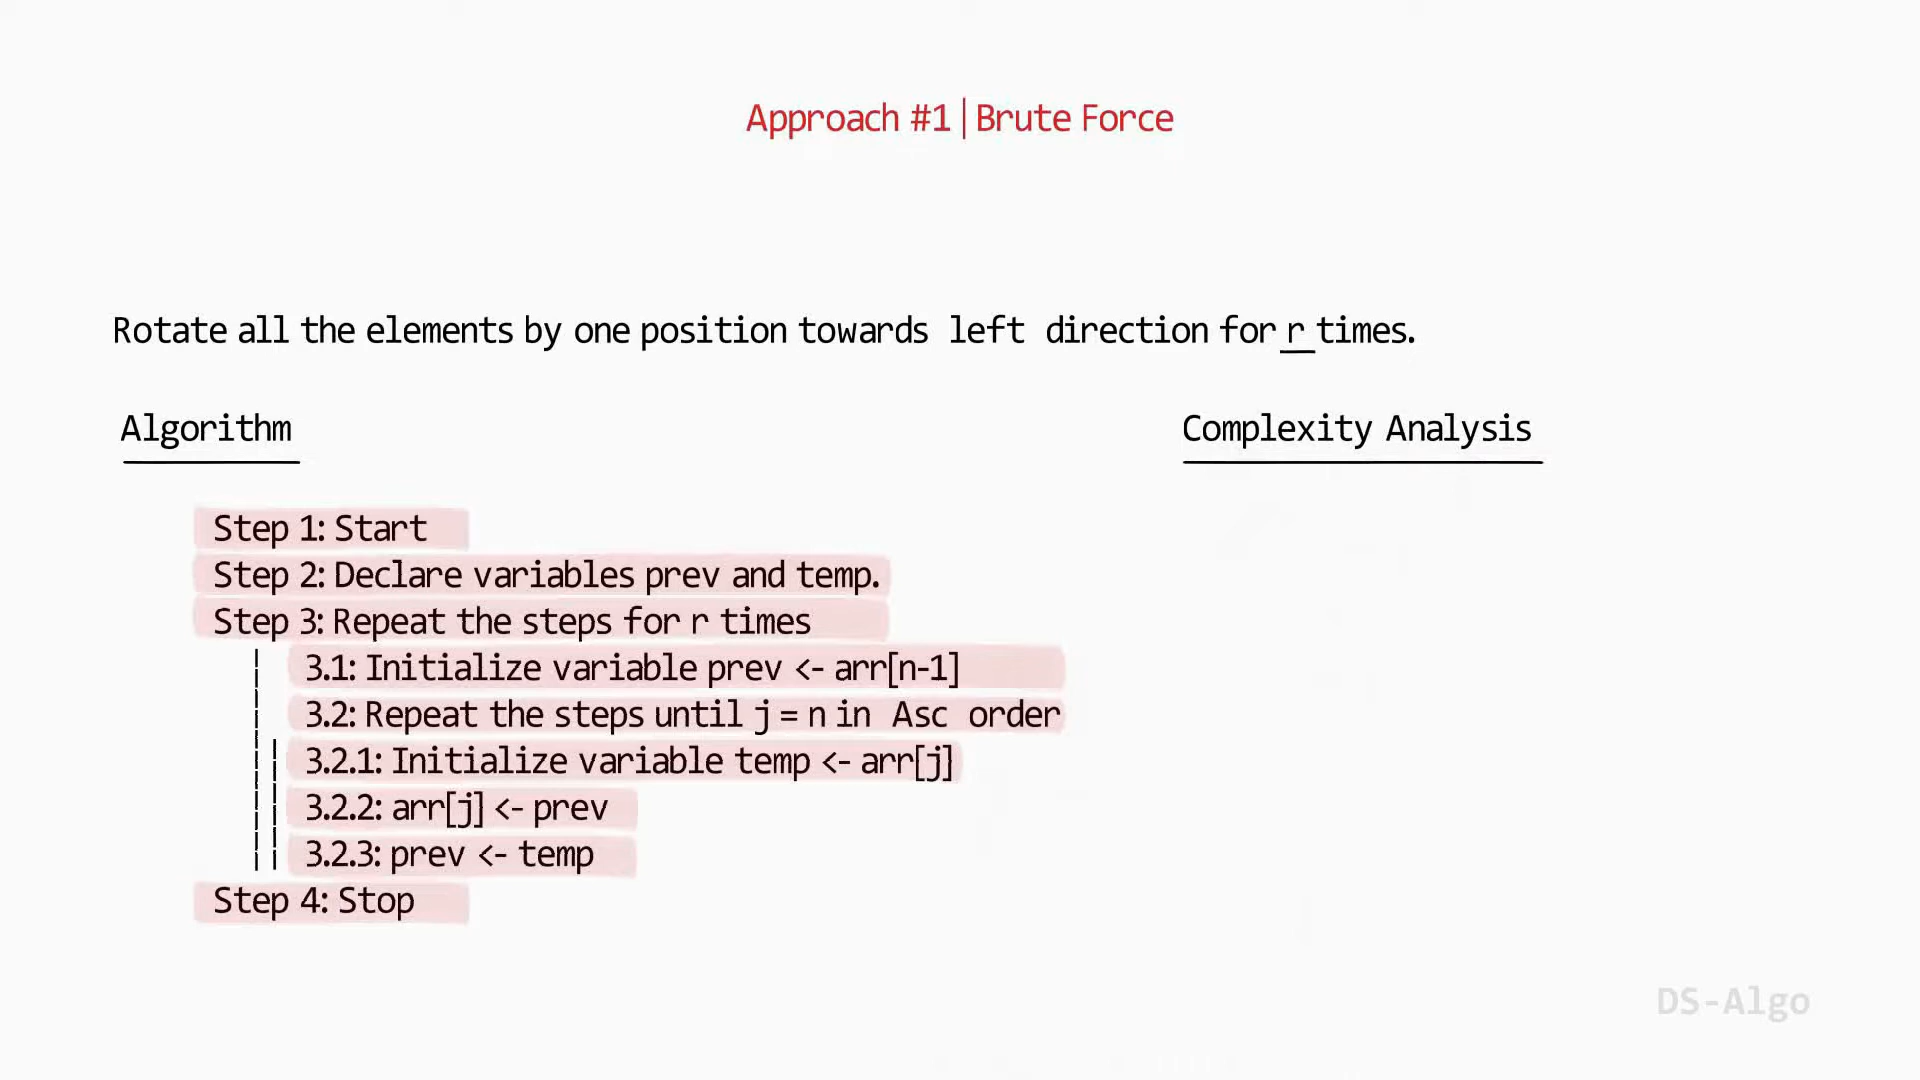 Approach #1|Brute Force
Rotate all the elements by one position towards left direction for r times.
Algorithm
Complexity Analysis
Step 1: Start
Step 2: Declare variables prev and temp.
Step 3: Repeat the steps for r times
3.1: Initialize variable prev <- arr[n-1]
3.2: Repeat the steps until j = n in Asc order
3.2.1: Initialize variable temp <- arr[j]
3.2.2: arr[j] <- prev
3.2.3: prev <- temp
Step 4: Stop
DS-Algo